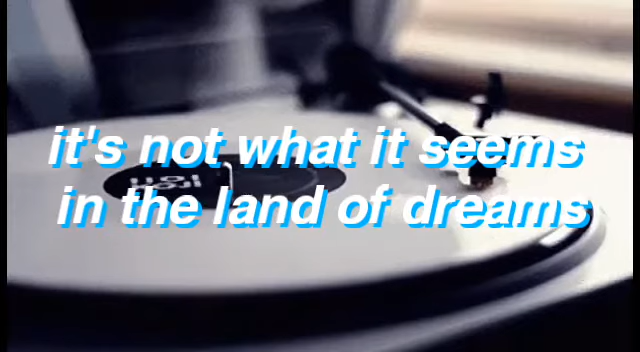 it's not what it seems
in the land of dreams